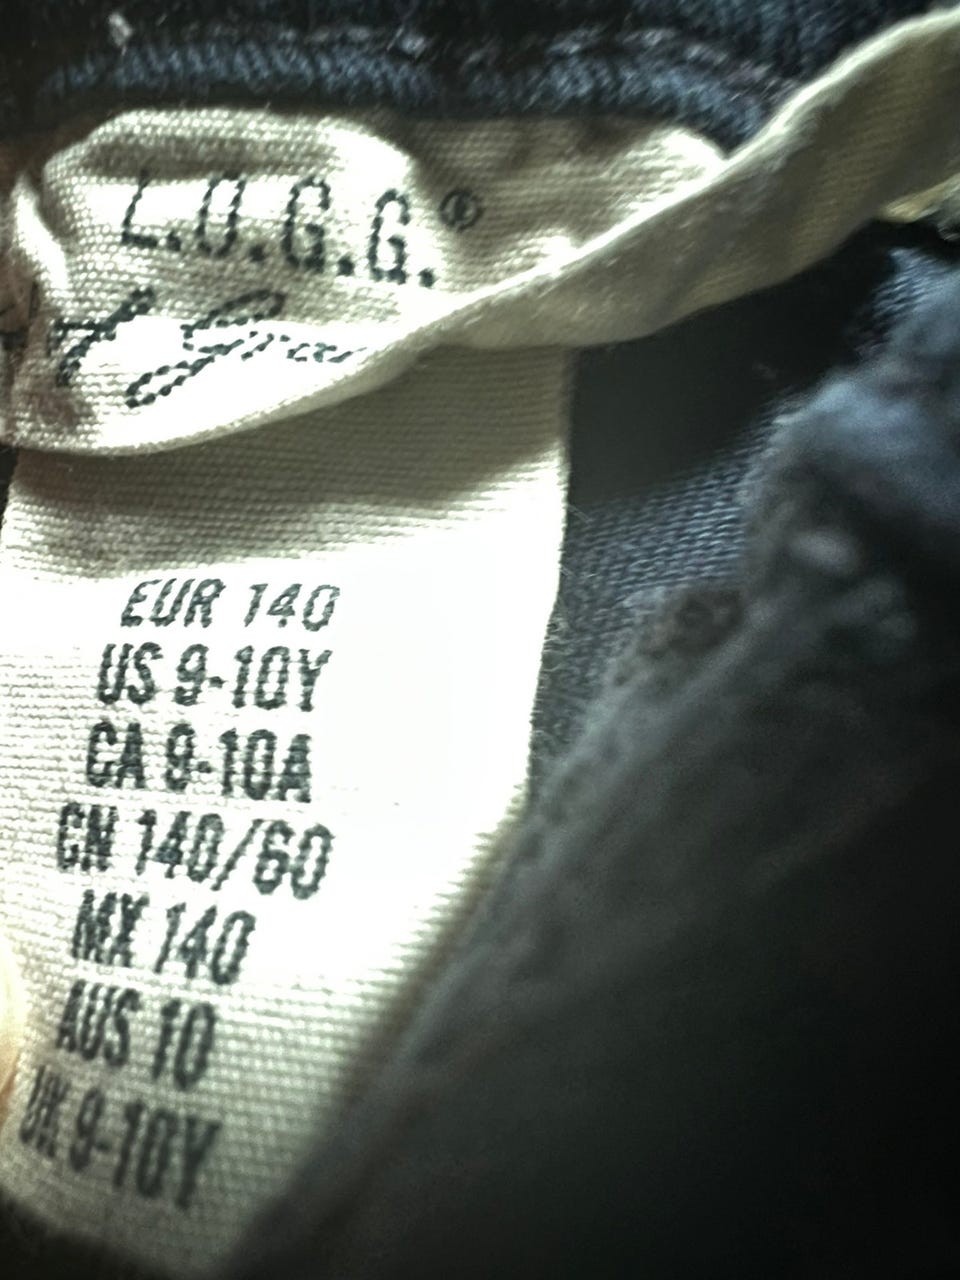 L.O.G.G.®
EUR 140
US 9-10Y
CA 9-10A
CN 140/60
MX 140
AUS 10
UK 9-10Y